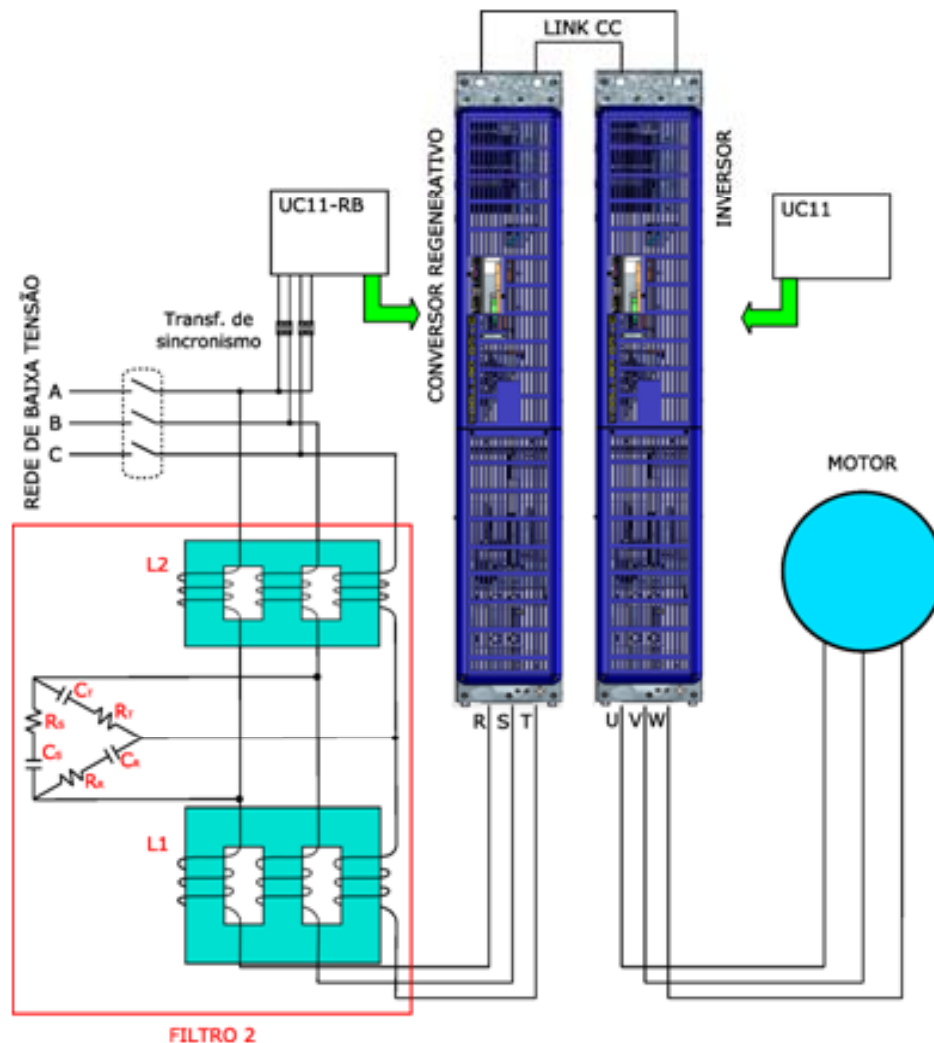 LINK CC
CONVERSOR REGENERATIVO
INVERSOR
UC11-RB
UC11
Transf. de
sincronismo
REDE DE BAIXA TENSÃO
A
B
C
MOTOR
L2
CT
RT
RS
CS
CR
RR
L1
R S T
U V W
FILTRO 2